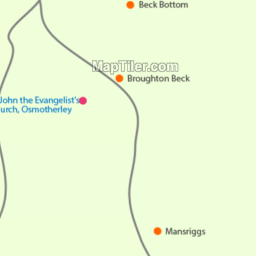 Beck Bottom
MapTiler.com
Broughton Beck
John the Evangelist's
urch, Osmotherley
Mansriggs